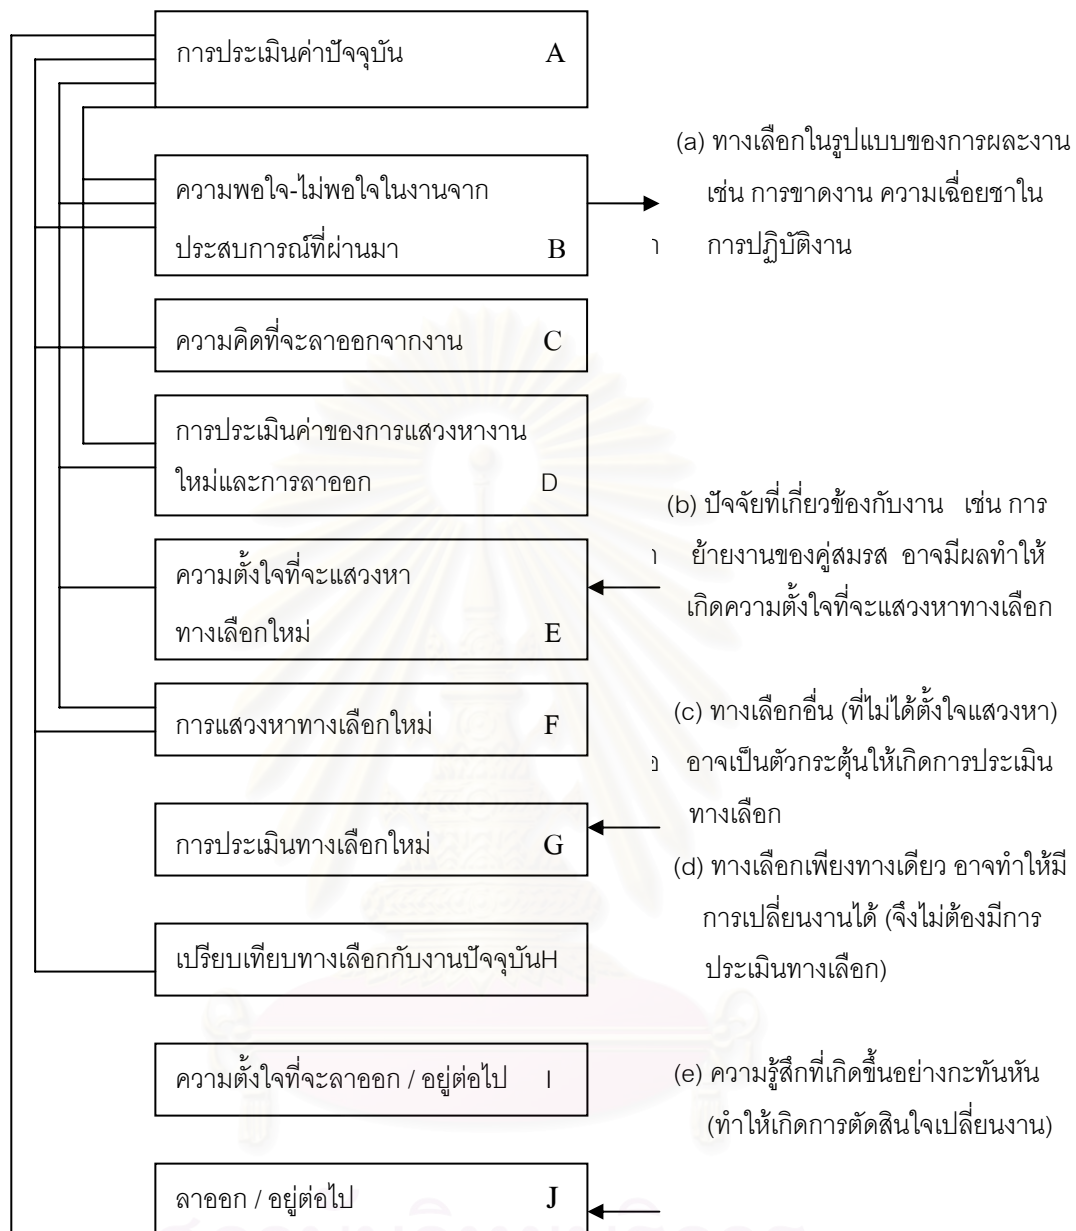 การประเมินค่าปัจจุบัน A
ความพอใจ-ไม่พอใจในงานจาก
ประสบการณ์ที่ผ่านมา B
(a) ทางเลือกในรูปแบบของการผละงาน
เช่น การขาดงาน ความเฉื่อยชาใน
การปฏิบัติงาน
ความคิดที่จะลาออกจากงาน C
การประเมินค่าของการแสวงหางาน
ใหม่และการลาออก D
(b) ปัจจัยที่เกี่ยวข้องกับงาน เช่น การ
ย้ายงานของคู่สมรส อาจมีผลทำให้
เกิดความตั้งใจที่จะแสวงหาทางเลือก
ความตั้งใจที่จะแสวงหา
ทางเลือกใหม่ E
การแสวงหาทางเลือกใหม่ F
(c) ทางเลือกอื่น (ที่ไม่ได้ตั้งใจแสวงหา)
อาจเป็นตัวกระตุ้นให้เกิดการประเมิน
ทางเลือก
การประเมินทางเลือกใหม่ G
(d) ทางเลือกเพียงทางเดียว อาจทำให้มี
การเปลี่ยนงานได้ (จึงไม่ต้องมีการ
ประเมินทางเลือก)
เปรียบเทียบทางเลือกกับงานปัจจุบันH
ความตั้งใจที่จะลาออก / อยู่ต่อไป I
(e) ความรู้สึกที่เกิดขึ้นอย่างกะทันหัน
(ทำให้เกิดการตัดสินใจเปลี่ยนงาน)
ลาออก / อยู่ต่อไป J